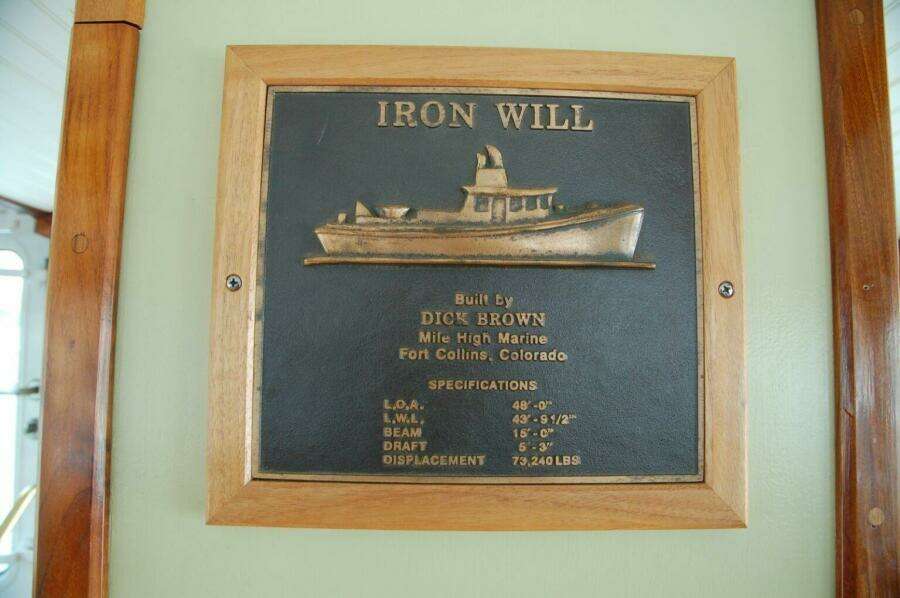 IRON WILL
Built by
DICK BROWN
Mile High Marine
Fort Collins, Colorado
SPECIFICATIONS
L.O.A. 48'-0"
L.W.L. 43'-9 1/2"
BEAM 15'-0"
DRAFT 5'-3"
DISPLACEMENT 73,240 LBS